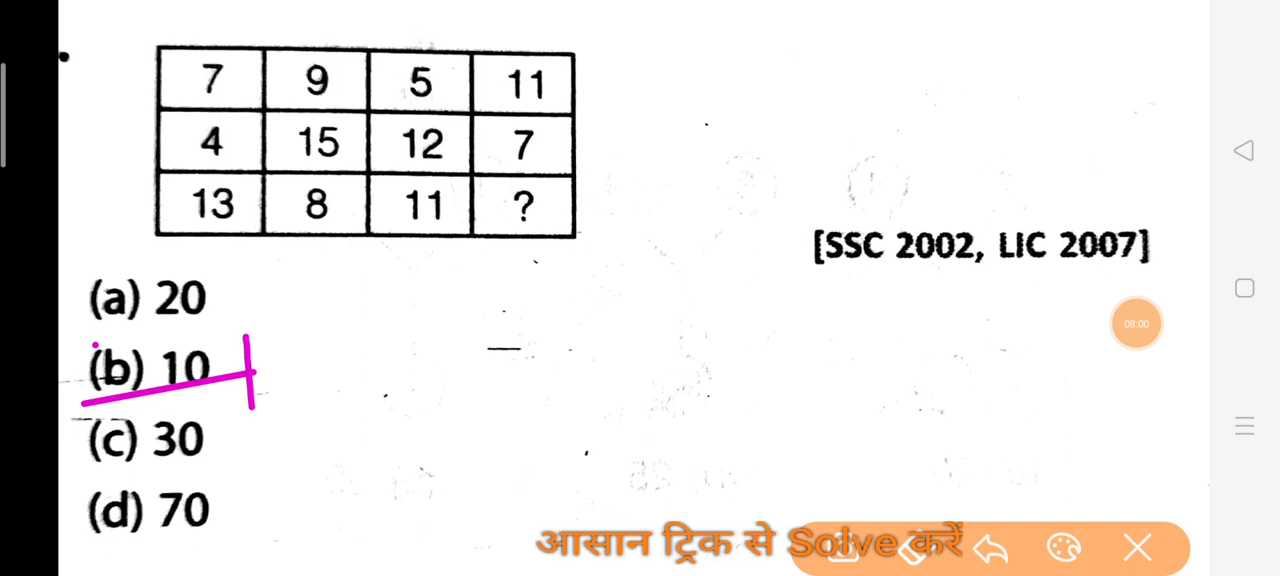 7 9 5 11
4 15 12 7
13 8 11 ?
[SSC 2002, LIC 2007]
(a) 20
08:00
(b) 10
(c) 30
(d) 70
आसान ट्रिक से Solve करें